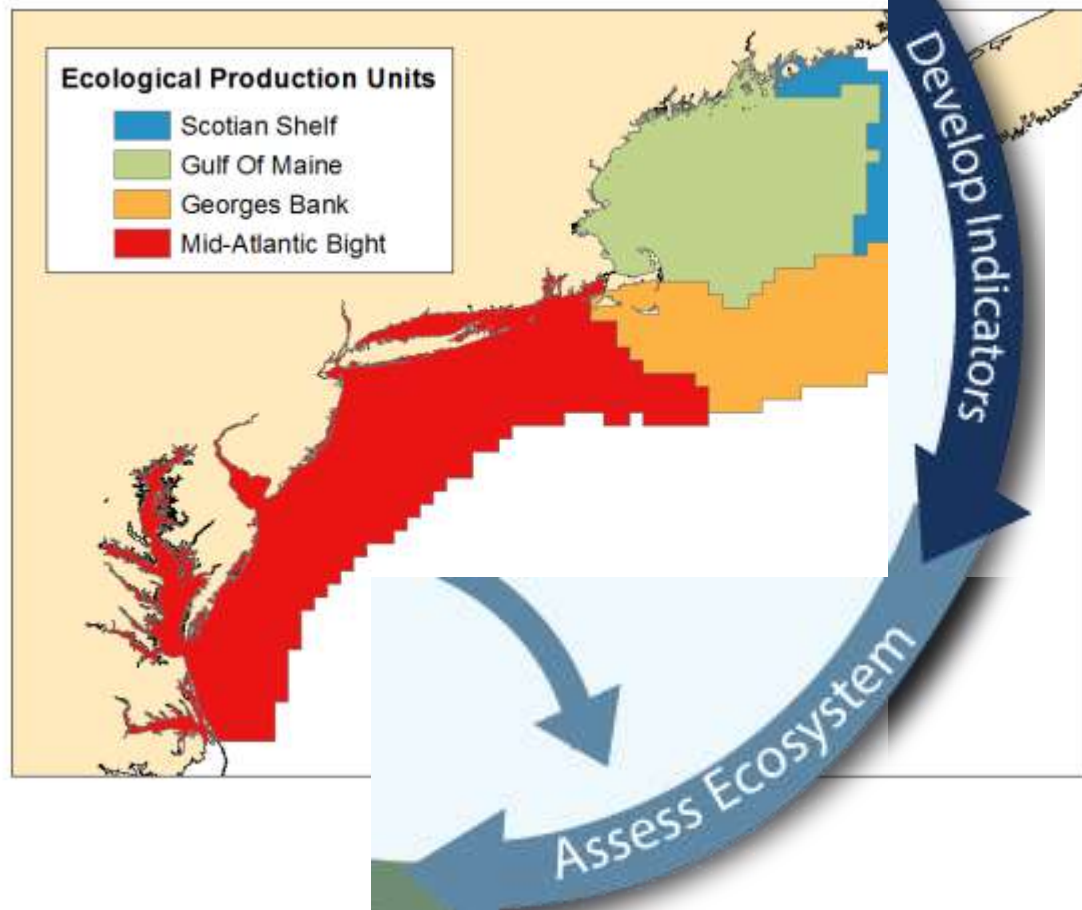 Ecological Production Units
Scotian Shelf
Gulf Of Maine
Georges Bank
Mid-Atlantic Bight
Develop Indicators
Assess Ecosystem